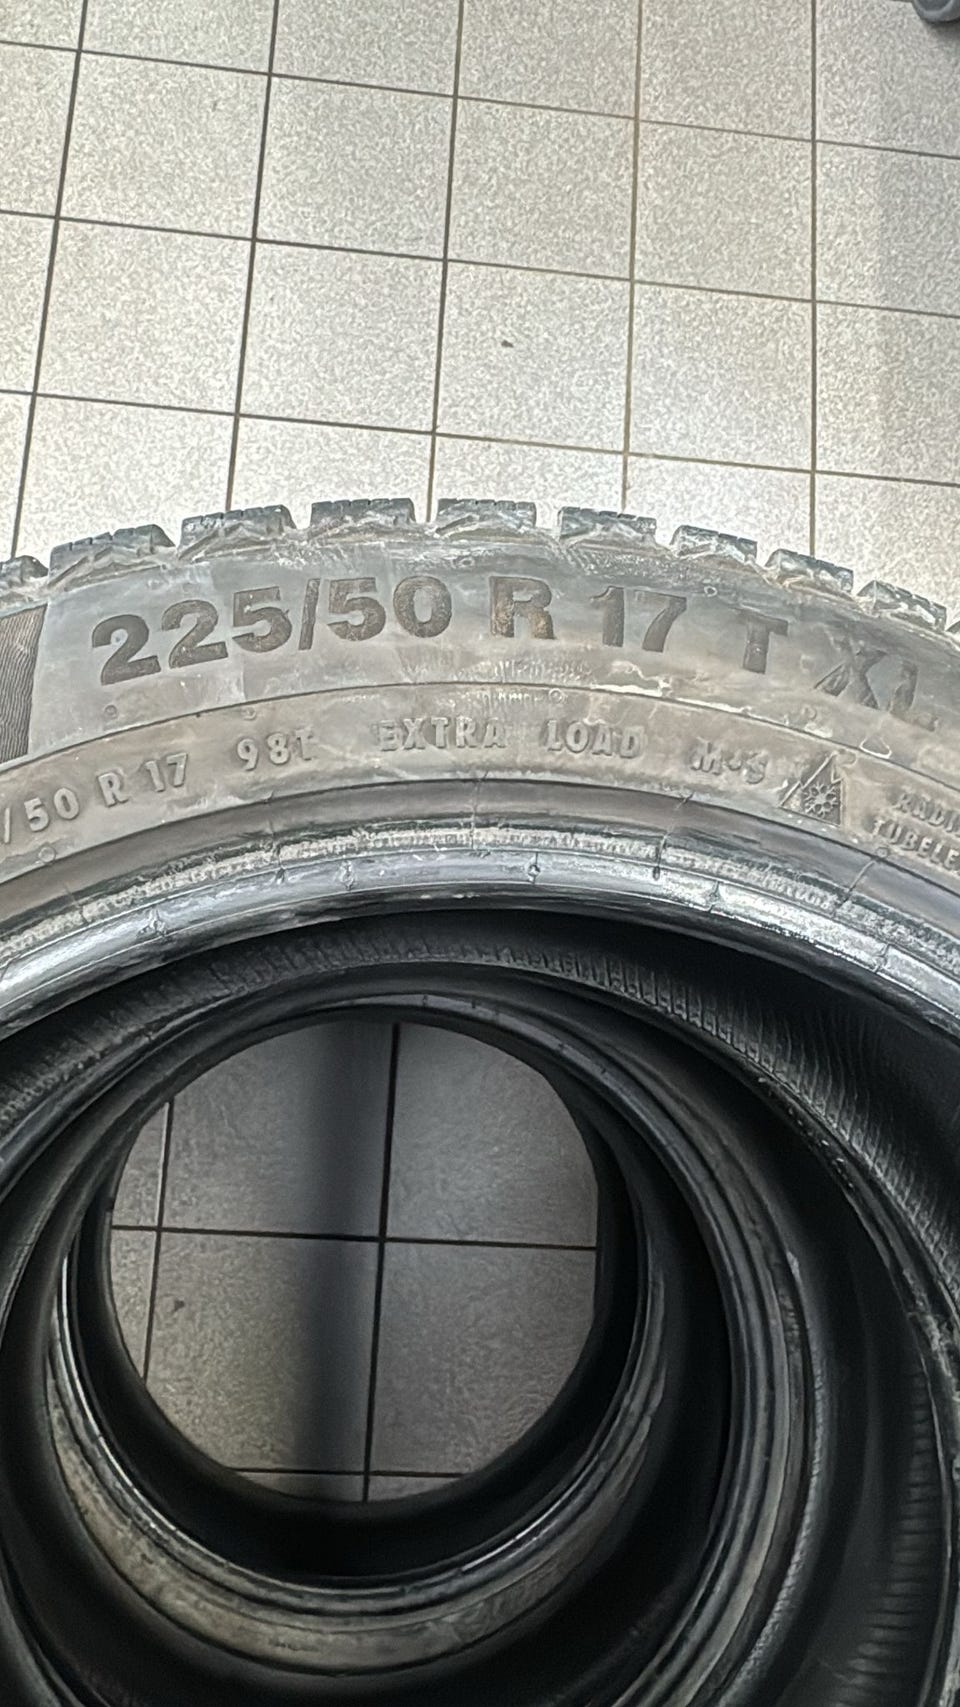 225/50 R 17 T XL
/50 R 17 98T EXTRA LOAD M+S